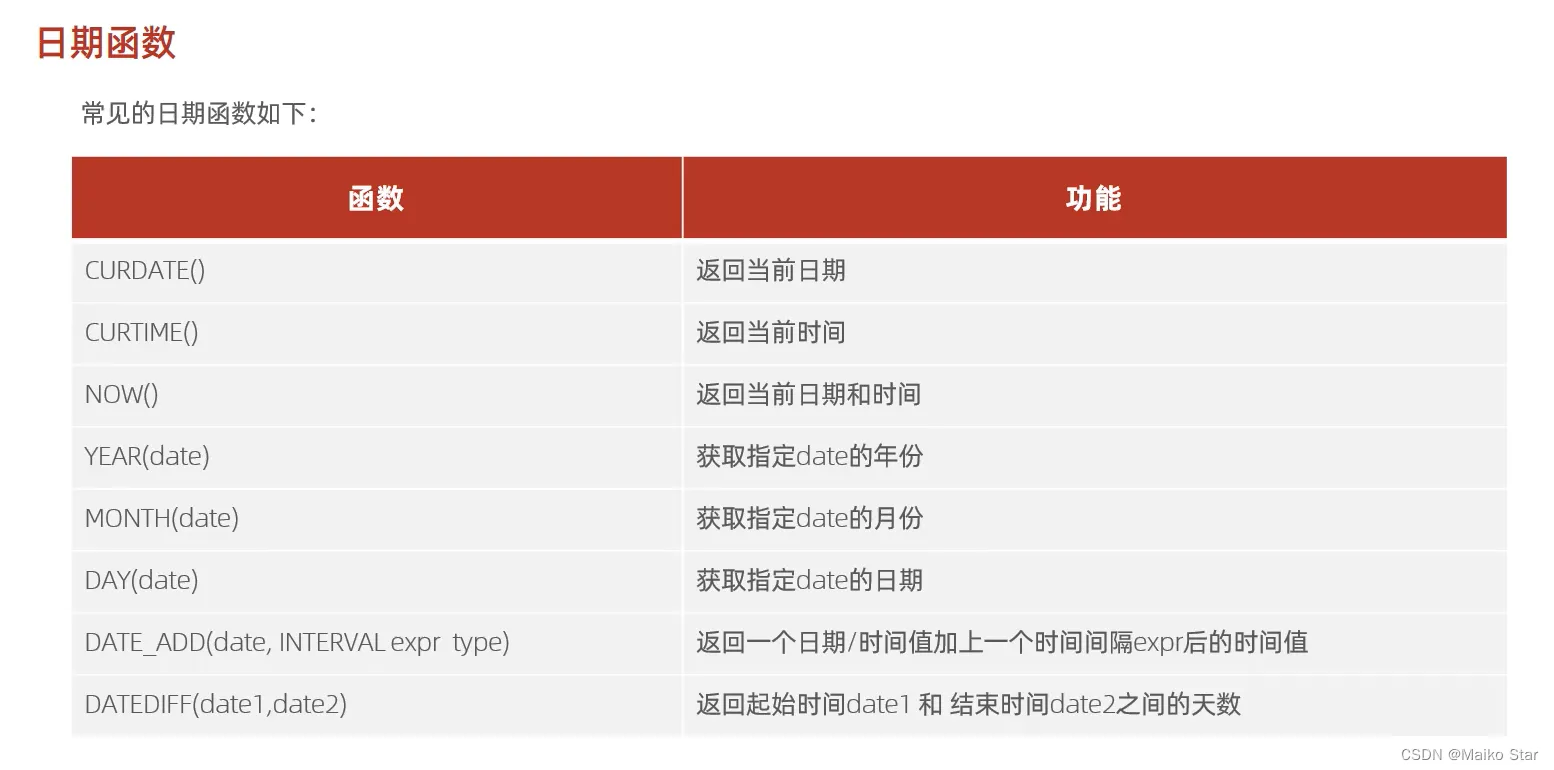 日期函数
常见的日期函数如下：
函数 功能
CURDATE() 返回当前日期
CURTIME() 返回当前时间
NOW() 返回当前日期和时间
YEAR(date) 获取指定date的年份
MONTH(date) 获取指定date的月份
DAY(date) 获取指定date的日期
DATE_ADD(date, INTERVAL expr type) 返回一个日期/时间值加上一个时间间隔expr后的时间值
DATEDIFF(date1,date2) 返回起始时间date1 和 结束时间date2之间的天数
CSDN @Maiko Star